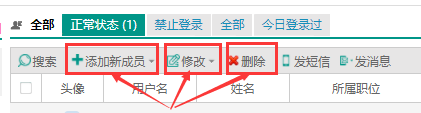 全部 正常状态 (1) 禁止登录 全部 今日登录过
搜索 添加新成员 修改 删除 发短信 发消息
头像 用户名 姓名 所属职位